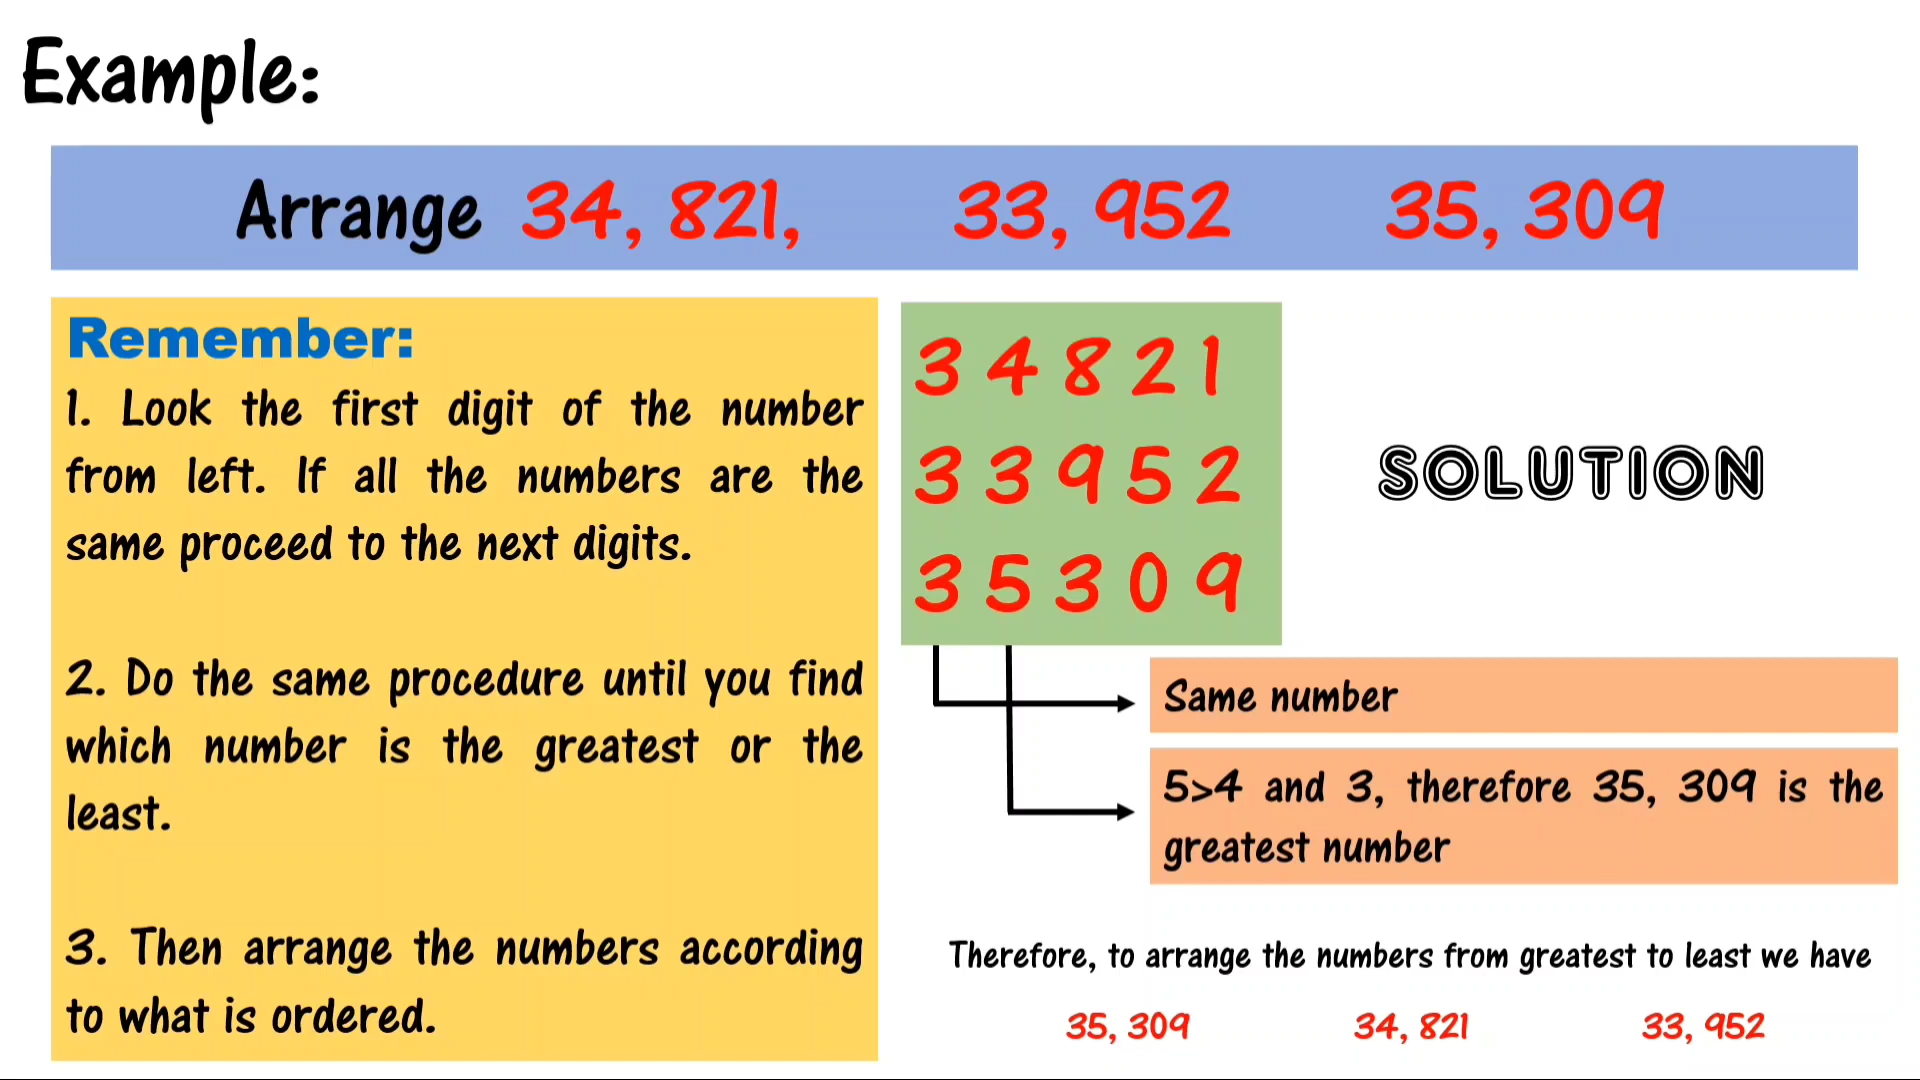 Example:
Arrange 34, 821, 33, 952 35, 309
Remember:
1. Look the first digit of the number
from left. If all the numbers are the
same proceed to the next digits.
2. Do the same procedure until you find
which number is the greatest or the
least.
3. Then arrange the numbers according
to what is ordered.
3 4 8 2 1
3 3 9 5 2
3 5 3 0 9
SOLUTION
Same number
5>4 and 3, therefore 35, 309 is the
greatest number
Therefore, to arrange the numbers from greatest to least we have
35, 309 34, 821 33, 952